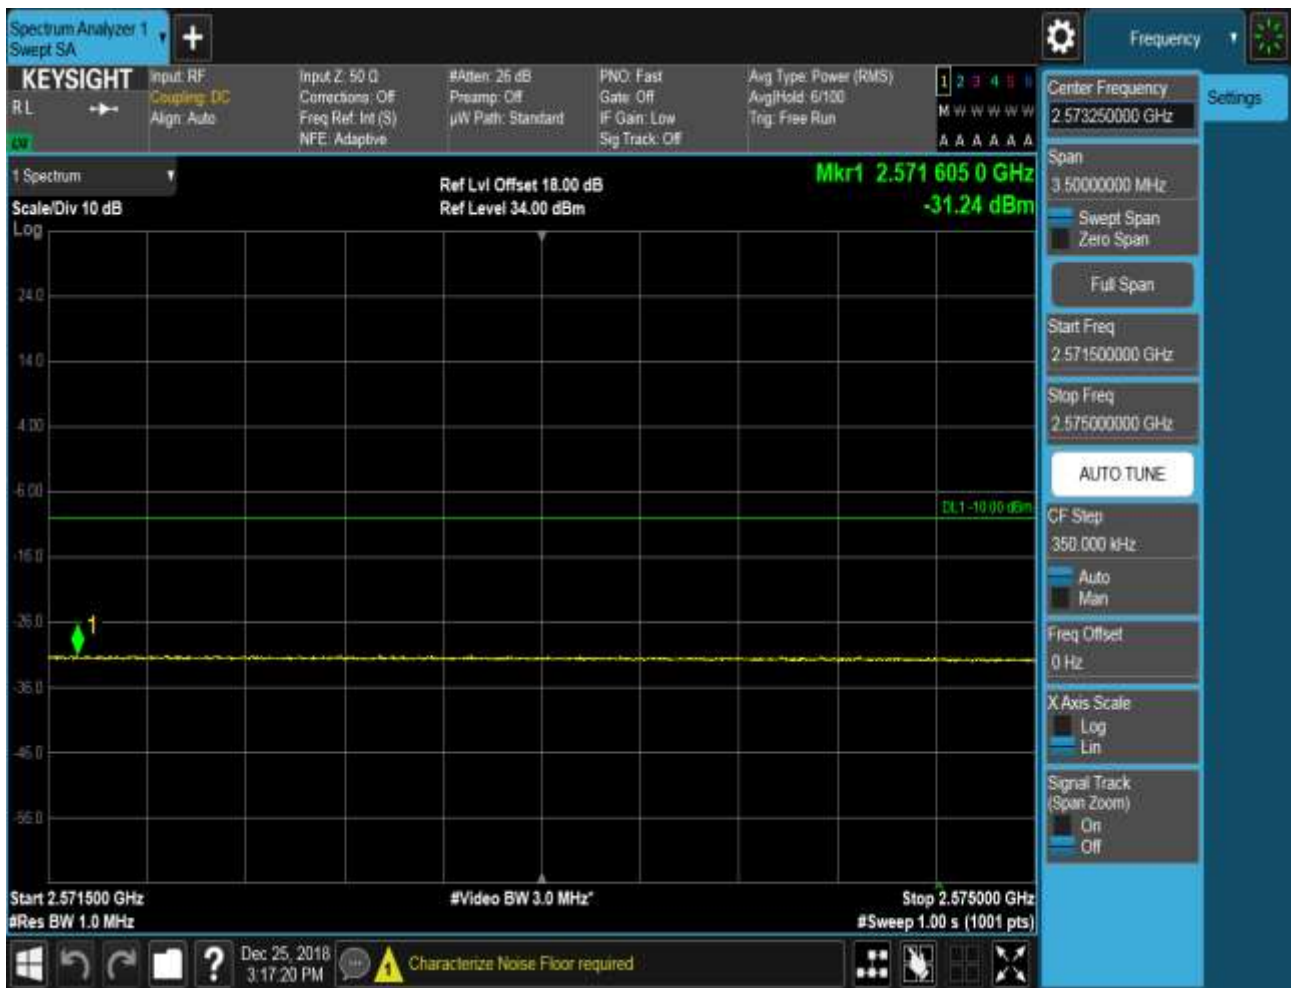 Spectrum Analyzer 1
Swept SA
Frequency
KEYSIGHT
R L
Input: RF
Coupling: DC
Align: Auto
Input Z: 50 Ω
Corrections: Off
Freq Ref: Int (S)
NFE: Adaptive
#Atten: 26 dB
Preamp: Off
µW Path: Standard
PNO: Fast
Gate: Off
IF Gain: Low
Sig Track: Off
Avg Type: Power (RMS)
Avg|Hold: 6/100
Trig: Free Run
1 2 3 4 5 6
M W W W W W
A A A A A A
1 Spectrum
Scale/Div 10 dB
Log
Ref Lvl Offset 18.00 dB
Ref Level 34.00 dBm
Mkr1 2.571 605 0 GHz
-31.24 dBm
24.0
14.0
4.00
-6.00
-16.0
-26.0
-36.0
-46.0
-56.0
DL1 -10.00 dBm
1
Start 2.571500 GHz
#Res BW 1.0 MHz
#Video BW 3.0 MHz*
Stop 2.575000 GHz
#Sweep 1.00 s (1001 pts)
Center Frequency
2.573250000 GHz
Settings
Span
3.50000000 MHz
Swept Span
Zero Span
Full Span
Start Freq
2.571500000 GHz
Stop Freq
2.575000000 GHz
AUTO TUNE
CF Step
350.000 kHz
Auto
Man
Freq Offset
0 Hz
X Axis Scale
Log
Lin
Signal Track
(Span Zoom)
On
Off
?
Dec 25, 2018
3:17:20 PM
1
Characterize Noise Floor required